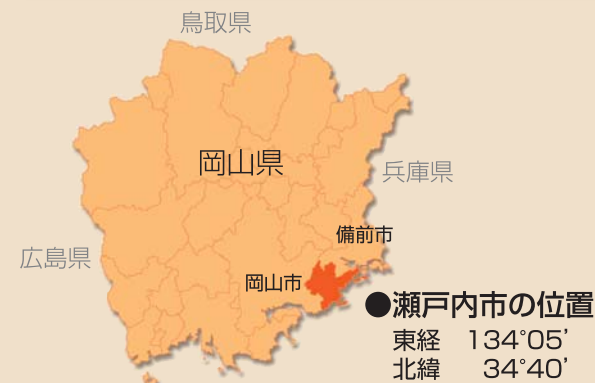 鳥取県
岡山県
兵庫県
備前市
広島県
岡山市
●瀬戸内市の位置
東経 134°05’
北緯 34°40’